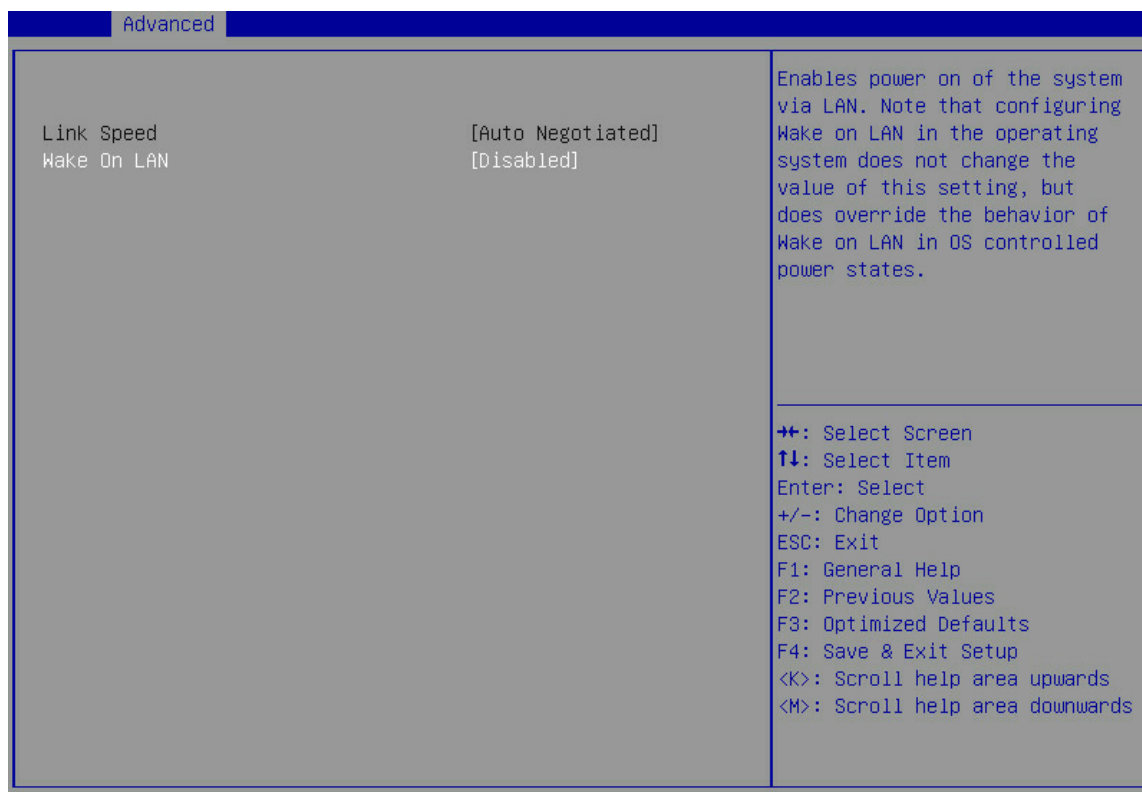 Advanced
Link Speed [Auto Negotiated]
Wake On LAN [Disabled]
Enables power on of the system
via LAN. Note that configuring
Wake on LAN in the operating
system does not change the
value of this setting, but
does override the behavior of
Wake on LAN in OS controlled
power states.
→←: Select Screen
↑↓: Select Item
Enter: Select
+/-: Change Option
ESC: Exit
F1: General Help
F2: Previous Values
F3: Optimized Defaults
F4: Save & Exit Setup
<K>: Scroll help area upwards
<M>: Scroll help area downwards